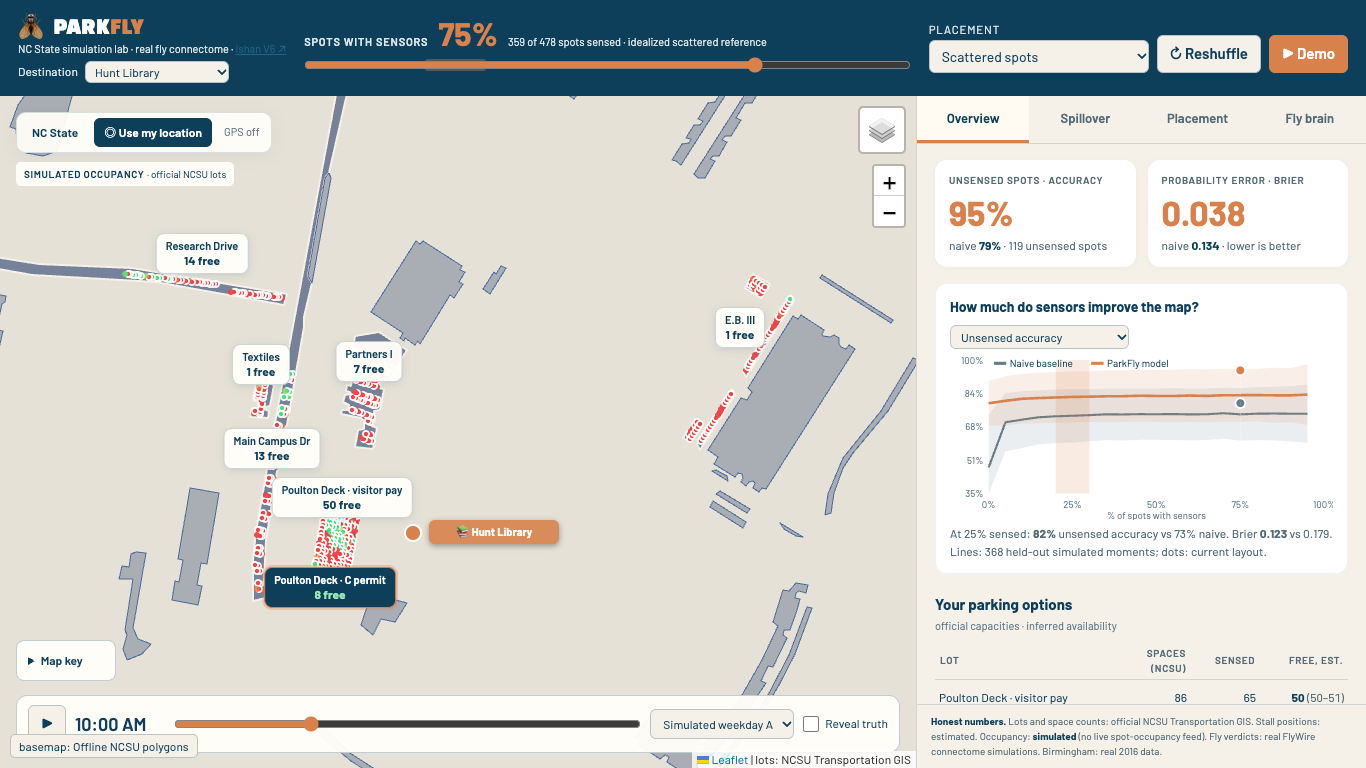 PARKFLY
NC State simulation lab · real fly connectome · Ishan V6 ↗
Destination Hunt Library
SPOTS WITH SENSORS 75% 359 of 478 spots sensed · idealized scattered reference
PLACEMENT
Scattered spots
↻ Reshuffle
▶ Demo
NC State
◎ Use my location
GPS off
SIMULATED OCCUPANCY · official NCSU lots
+
−
Research Drive
14 free
Textiles
1 free
Partners I
7 free
E.B. III
1 free
Main Campus Dr
13 free
Poulton Deck · visitor pay
50 free
Hunt Library
Poulton Deck · C permit
8 free
▶ Map key
10:00 AM
Simulated weekday A
Reveal truth
basemap: Offline NCSU polygons
Leaflet | lots: NCSU Transportation GIS
Overview
Spillover
Placement
Fly brain
UNSENSED SPOTS · ACCURACY
95%
naive 79% · 119 unsensed spots
PROBABILITY ERROR · BRIER
0.038
naive 0.134 · lower is better
How much do sensors improve the map?
Unsensed accuracy
Naive baseline
ParkFly model
100%
84%
68%
51%
35%
0%
25%
50%
75%
100%
% of spots with sensors
At 25% sensed: 82% unsensed accuracy vs 73% naive. Brier 0.123 vs 0.179.
Lines: 368 held-out simulated moments; dots: current layout.
Your parking options
official capacities · inferred availability
LOT
SPACES
(NCSU)
SENSED
FREE, EST.
Poulton Deck · visitor pay 86 65 50 (50–51)
Honest numbers. Lots and space counts: official NCSU Transportation GIS. Stall positions:
estimated. Occupancy: simulated (no live spot-occupancy feed). Fly verdicts: real FlyWire
connectome simulations. Birmingham: real 2016 data.